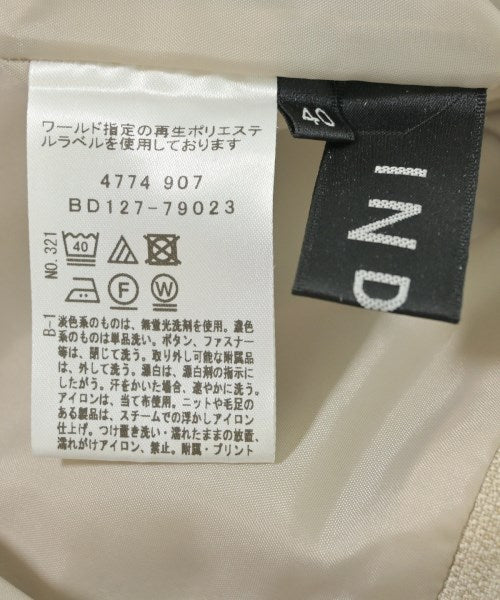 ワールド指定の再生ポリエステ
ルラベルを使用しております
4774 907
BD127-79023
NO.321
40
F
W
B-1
淡色系のものは、無蛍光洗剤を使用。濃色
系のものは単品洗い。ボタン、ファスナー
等は、閉じて洗う。取り外し可能な附属品
は、外して洗う。漂白は、漂白剤の指示に
したがう。汗をかいた場合、速やかに洗う。
アイロンは、当て布使用。ニットや毛足の
ある製品は、スチームでの浮かしアイロン
仕上げ。つけ置き洗い・濡れたままの放置、
濡れがけアイロン、禁止。附属・プリント
40
IND